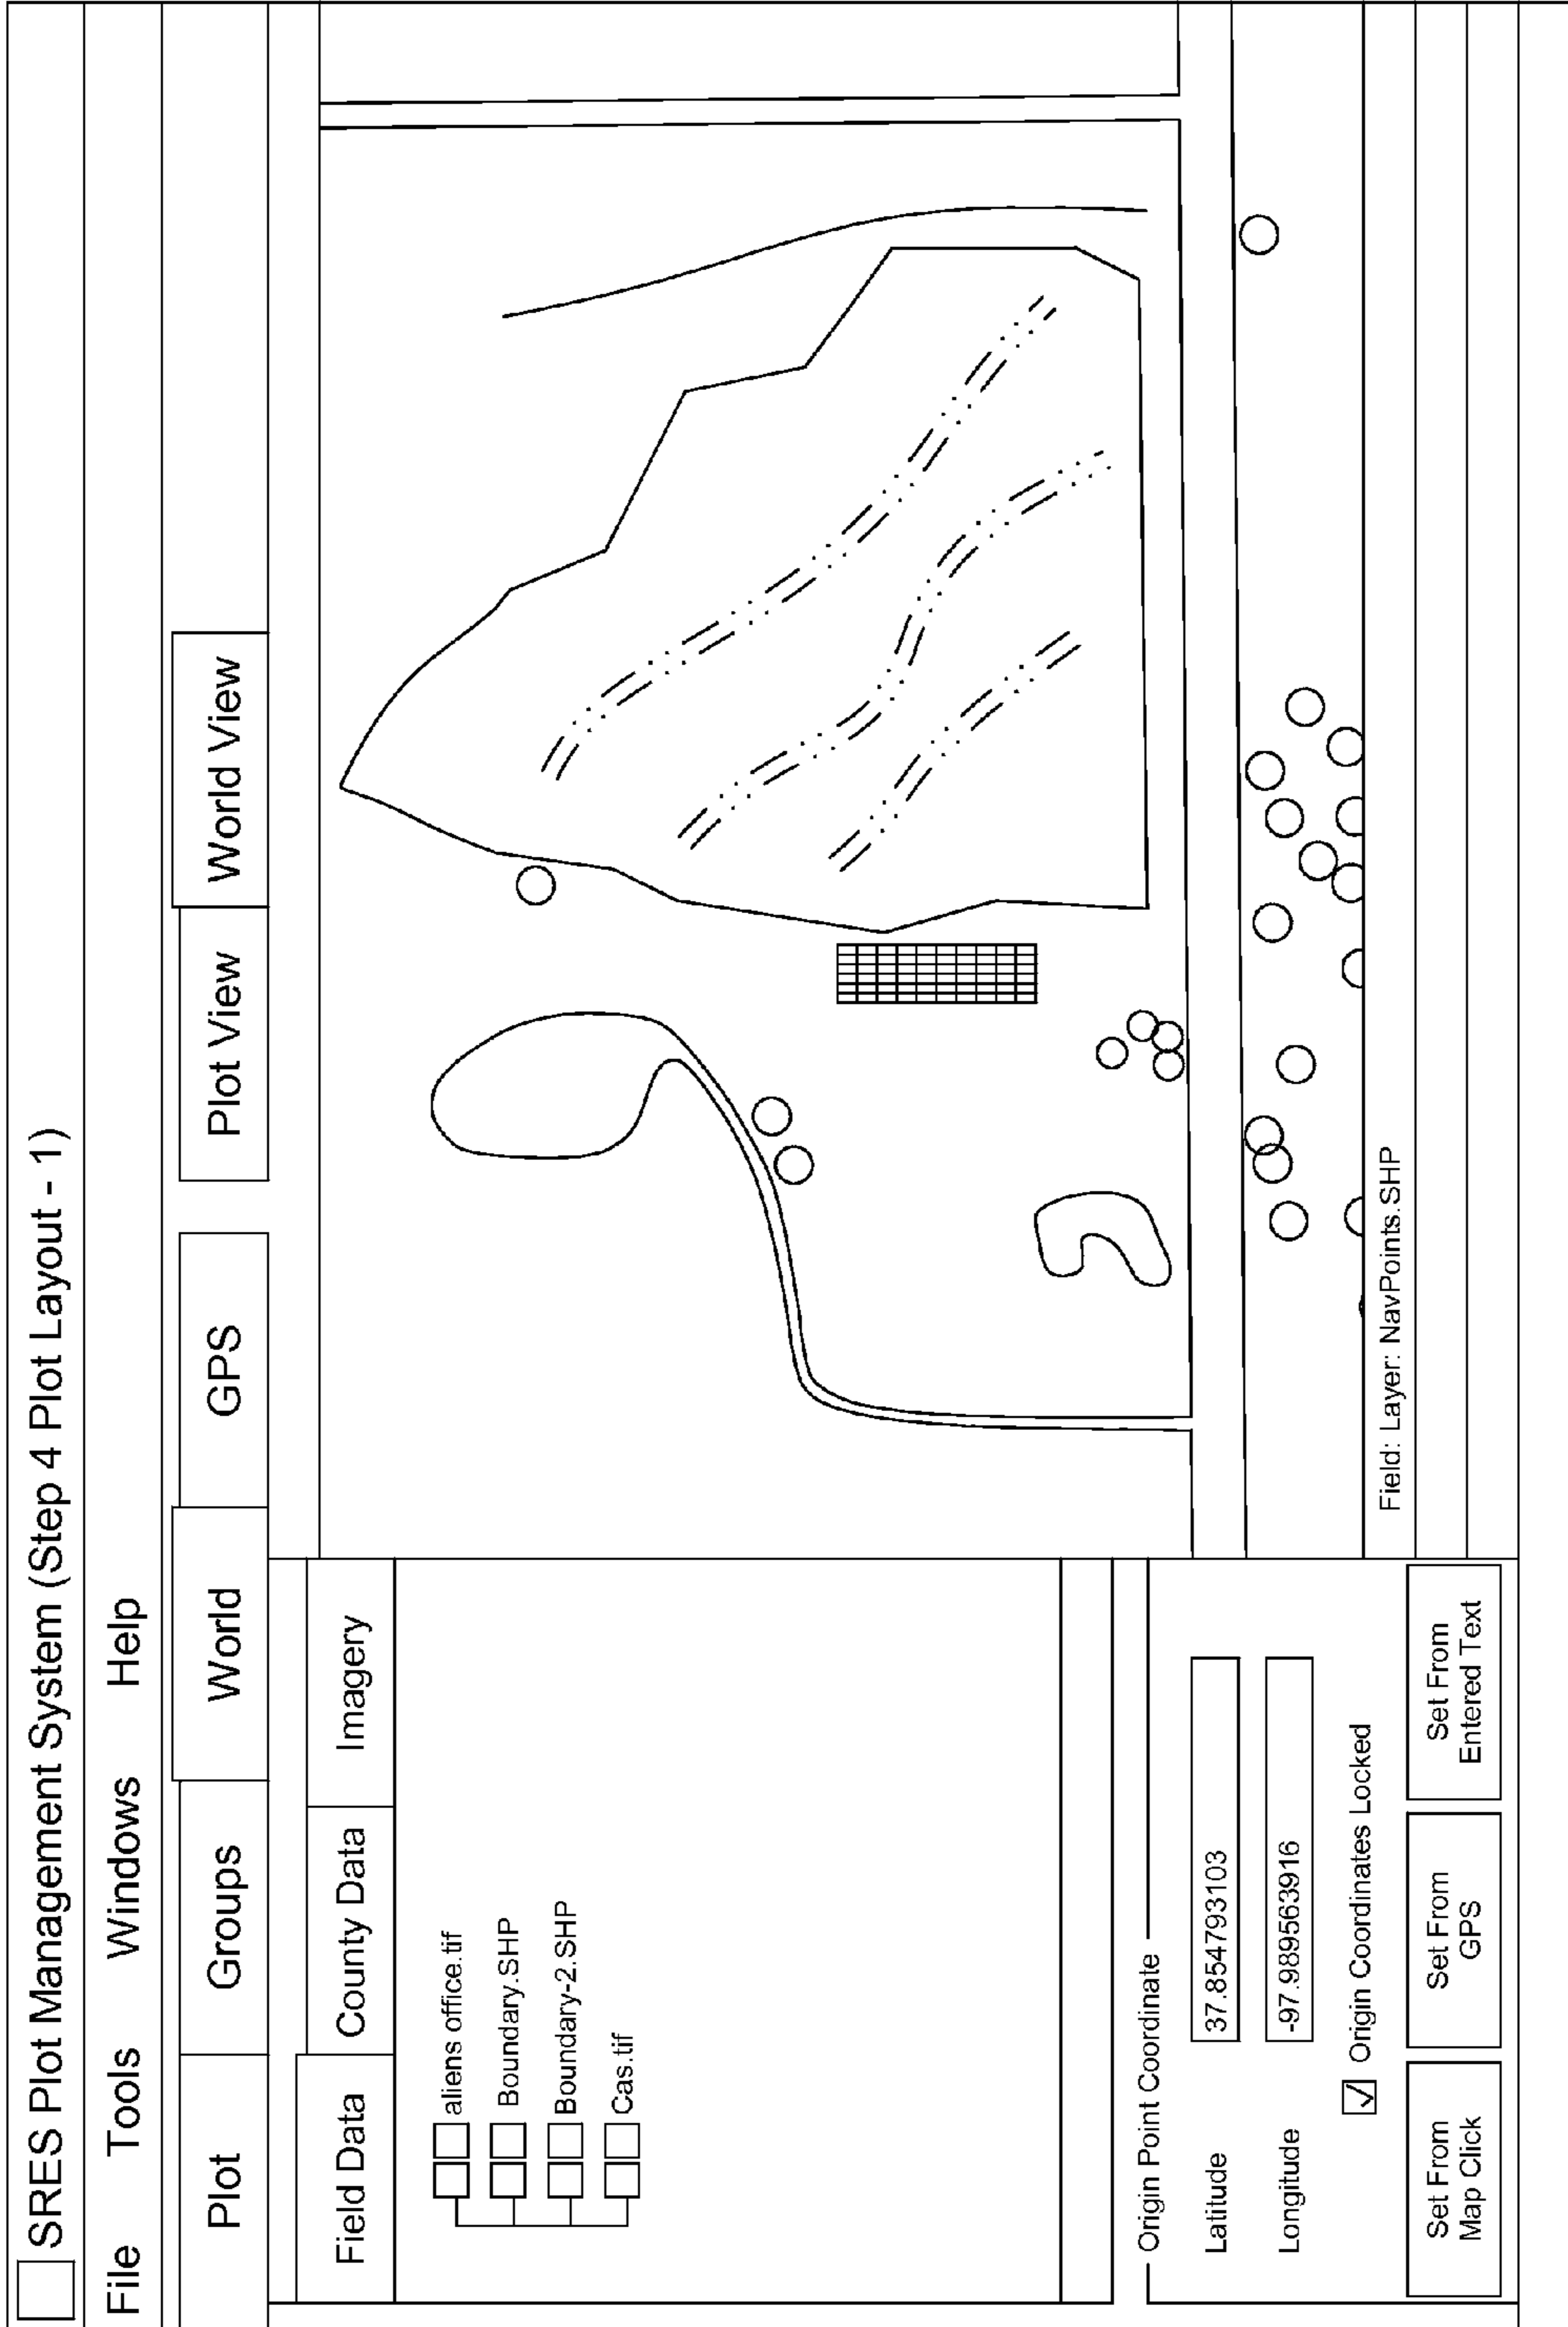 SRES Plot Management System (Step 4 Plot Layout - 1)
File Tools Windows Help
Plot Groups World GPS Plot View World View
Field Data County Data Imagery
aliens office.tif
Boundary.SHP
Boundary-2.SHP
Cas.tif
Origin Point Coordinate
Latitude 37.854793103
Longitude -97.989563916
Origin Coordinates Locked
Set From
Map Click
Set From
GPS
Set From
Entered Text
Field: Layer: NavPoints.SHP